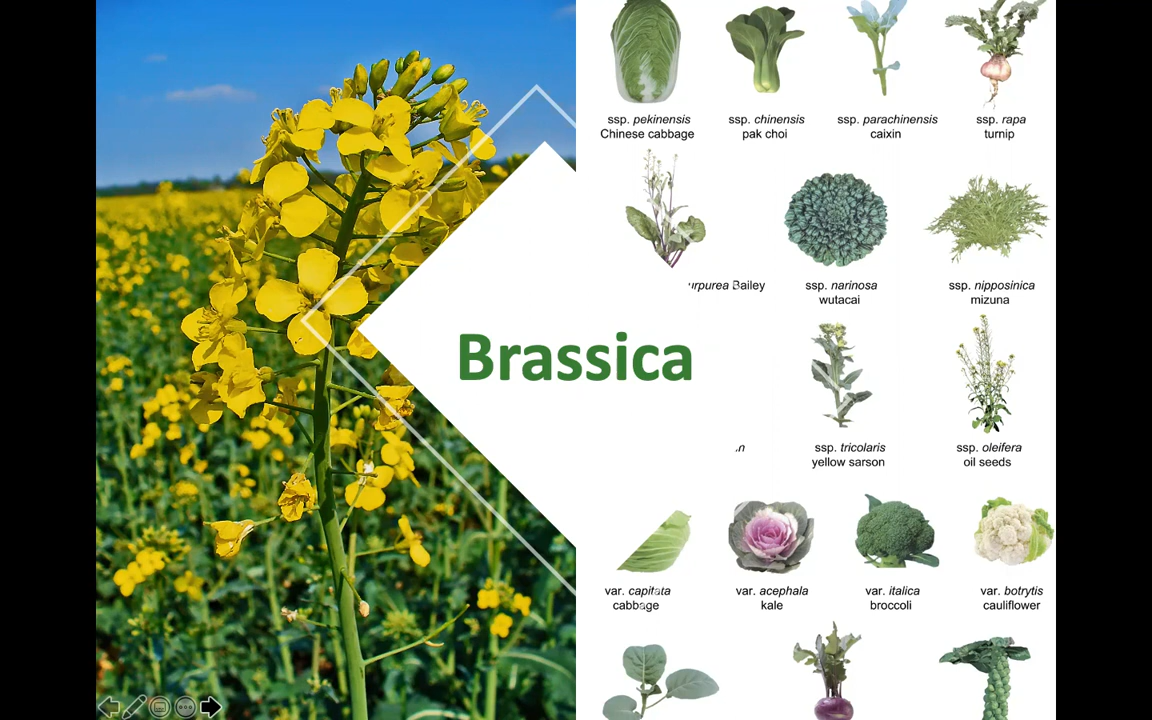 ssp. pekinensis
Chinese cabbage
ssp. chinensis
pak choi
ssp. parachinensis
caixin
ssp. rapa
turnip
urpurea Bailey
ssp. narinosa
wutacai
ssp. nipposinica
mizuna
Brassica
ssp. tricolaris
yellow sarson
ssp. oleifera
oil seeds
var. capitata
cabbage
var. acephala
kale
var. italica
broccoli
var. botrytis
cauliflower